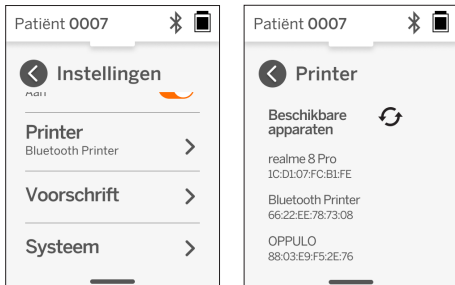 Patiënt 0007
Instellingen
Aan
Printer
Bluetooth Printer
Voorschrift
Systeem
Patiënt 0007
Printer
Beschikbare
apparaten
realme 8 Pro
1C:D1:07:FC:B1:FE
Bluetooth Printer
66:22:EE:78:73:08
OPPULO
88:03:E9:F5:2E:76